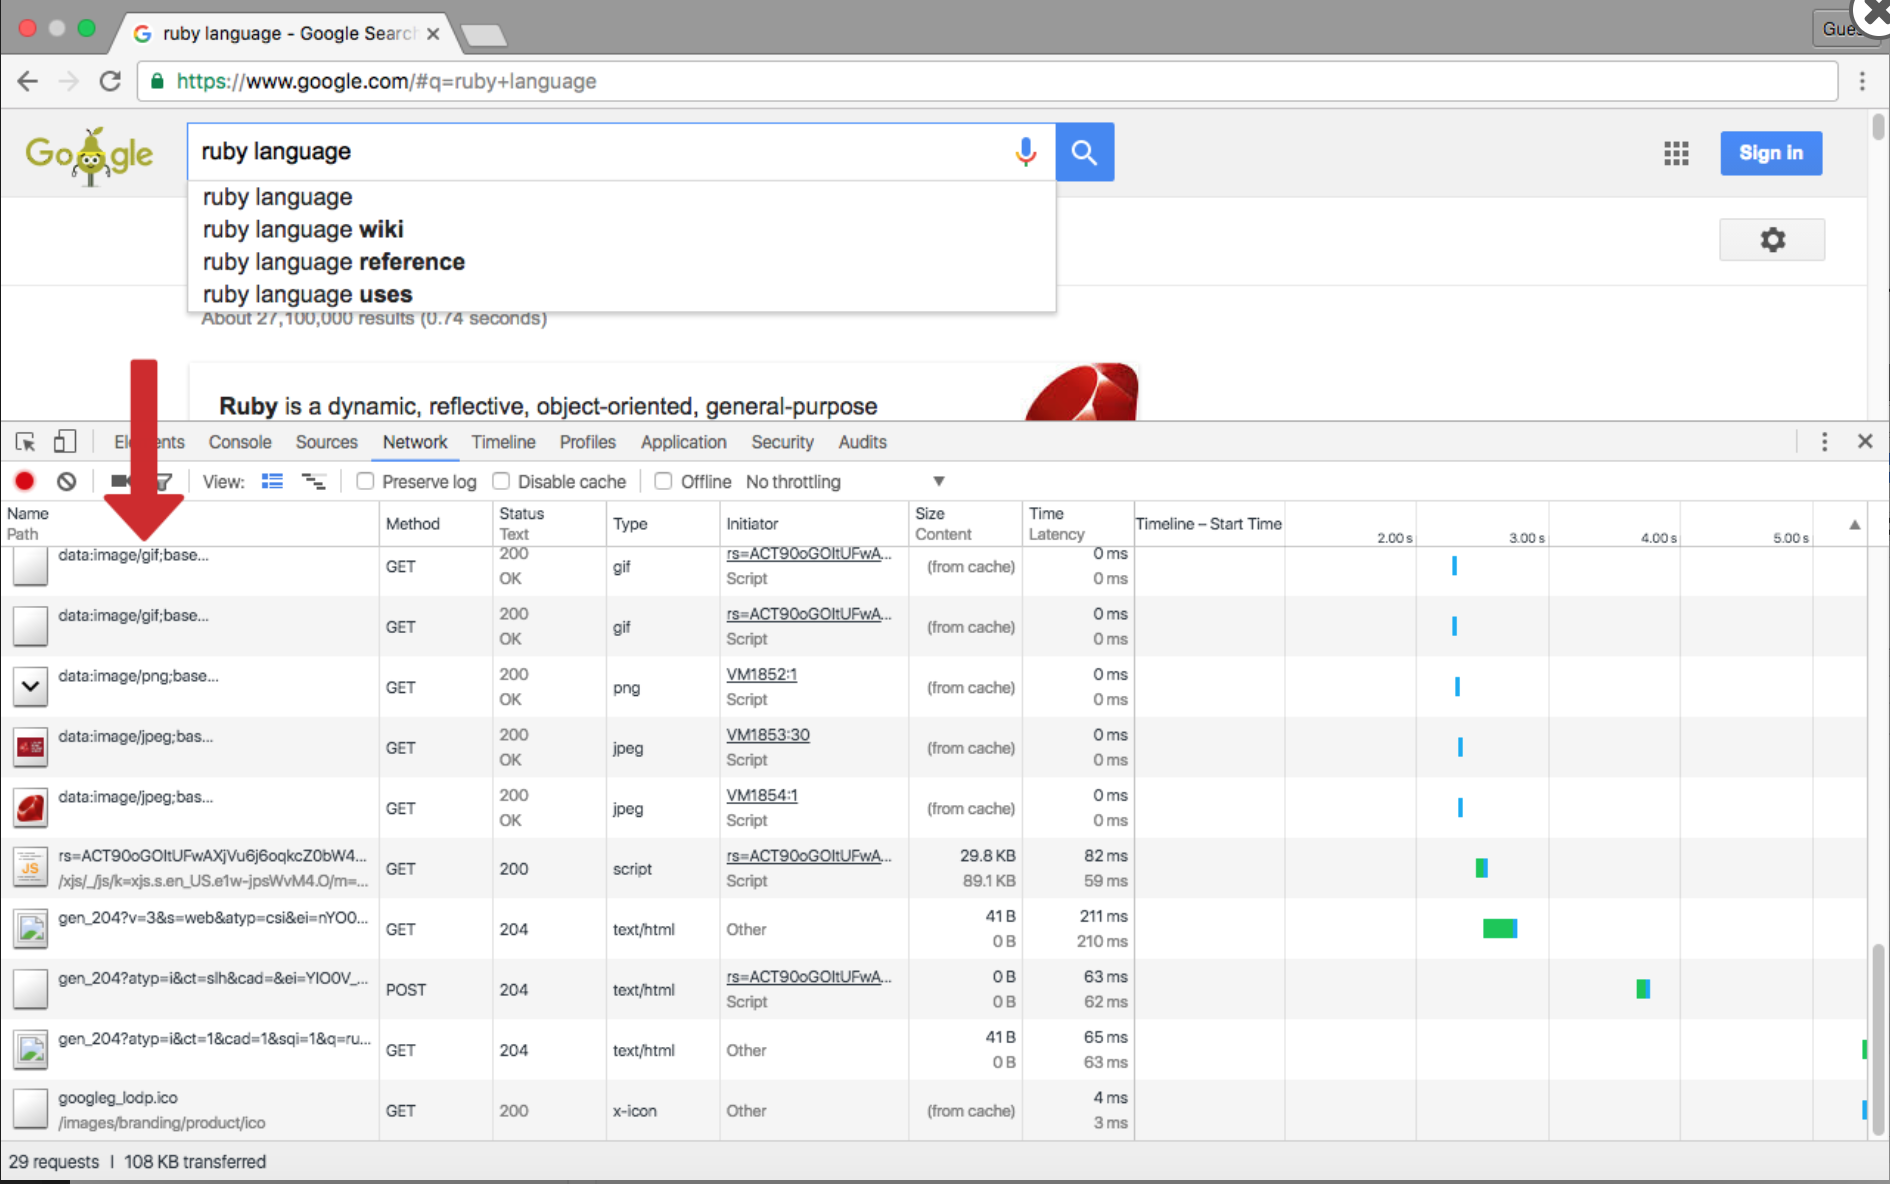 ruby language - Google Search
Gues
https://www.google.com/#q=ruby+language
Google
ruby language
Sign in
ruby language
ruby language wiki
ruby language reference
ruby language uses
About 27,100,000 results (0.74 seconds)
Ruby is a dynamic, reflective, object-oriented, general-purpose
Elements Console Sources Network Timeline Profiles Application Security Audits
View: Preserve log Disable cache Offline No throttling
Name Path Method Status Text Type Initiator Size Content Time Latency Timeline – Start Time 2.00 s 3.00 s 4.00 s 5.00 s
data:image/gif;base... GET 200 OK gif rs=ACT90oGOltUFwA... Script (from cache) 0 ms 0 ms
data:image/gif;base... GET 200 OK gif rs=ACT90oGOltUFwA... Script (from cache) 0 ms 0 ms
data:image/png;base... GET 200 OK png VM1852:1 Script (from cache) 0 ms 0 ms
data:image/jpeg;bas... GET 200 OK jpeg VM1853:30 Script (from cache) 0 ms 0 ms
data:image/jpeg;bas... GET 200 OK jpeg VM1854:1 Script (from cache) 0 ms 0 ms
JS rs=ACT90oGOltUFwAXjVu6j6oqkcZ0bW4... /xjs/_/js/k=xjs.s.en_US.e1w-jpsWvM4.O/m=... GET 200 script rs=ACT90oGOltUFwA... Script 29.8 KB 89.1 KB 82 ms 59 ms
gen_204?v=3&s=web&atyp=csi&ei=nYO0... GET 204 text/html Other 41 B 0 B 211 ms 210 ms
gen_204?atyp=i&ct=slh&cad=&ei=YIO0V_... POST 204 text/html rs=ACT90oGOltUFwA... Script 0 B 0 B 63 ms 62 ms
gen_204?atyp=i&ct=1&cad=1&sqi=1&q=ru... GET 204 text/html Other 41 B 0 B 65 ms 63 ms
googleg_lodp.ico /images/branding/product/ico GET 200 x-icon Other (from cache) 4 ms 3 ms
29 requests | 108 KB transferred